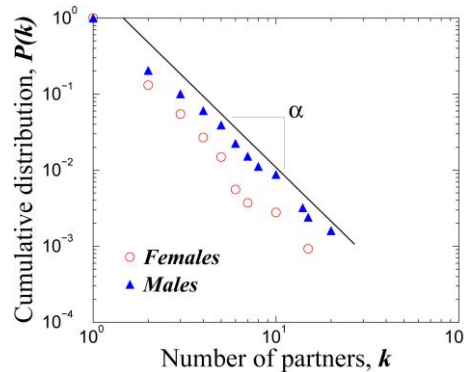 Cumulative distribution, P(k)
10⁰
10⁻¹
10⁻²
10⁻³
10⁻⁴
α
Females
Males
10⁰
10¹
10
Number of partners, k